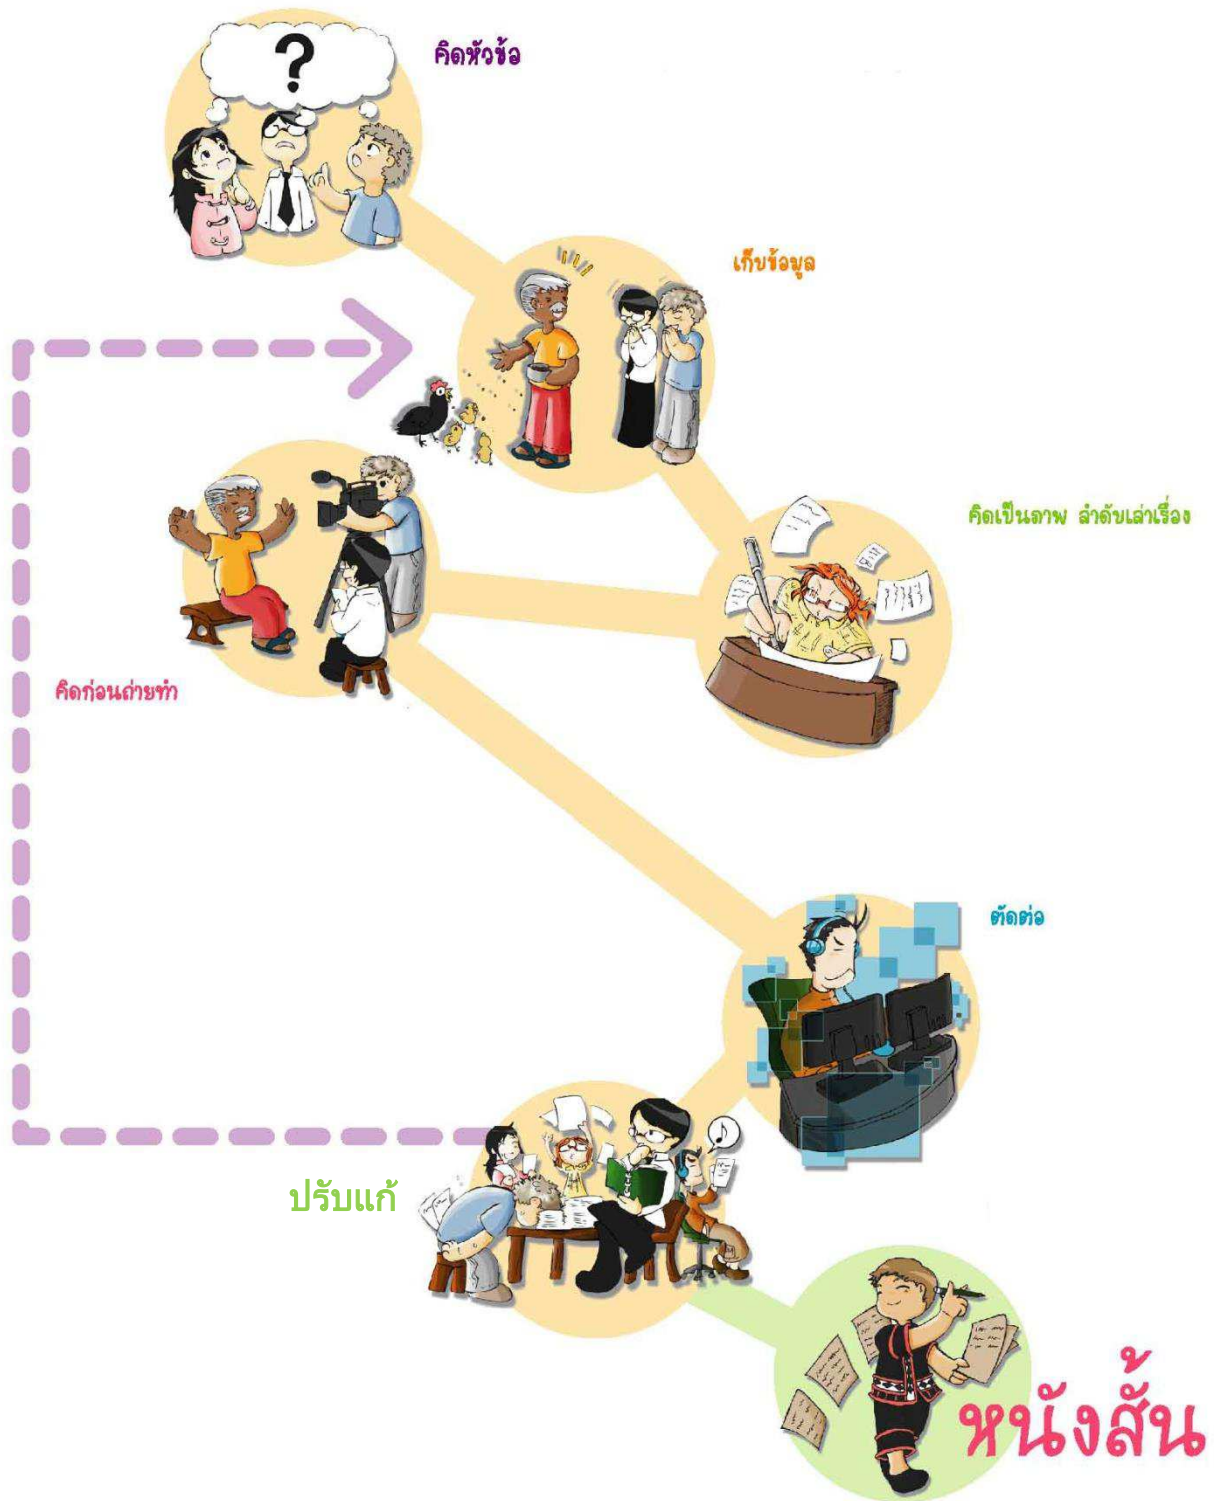 ?
คิดหัวข้อ
เก็บข้อมูล
คิดเป็นภาพ ลำดับเล่าเรื่อง
คิดก่อนถ่ายทำ
ตัดต่อ
ปรับแก้
หนังสั้น